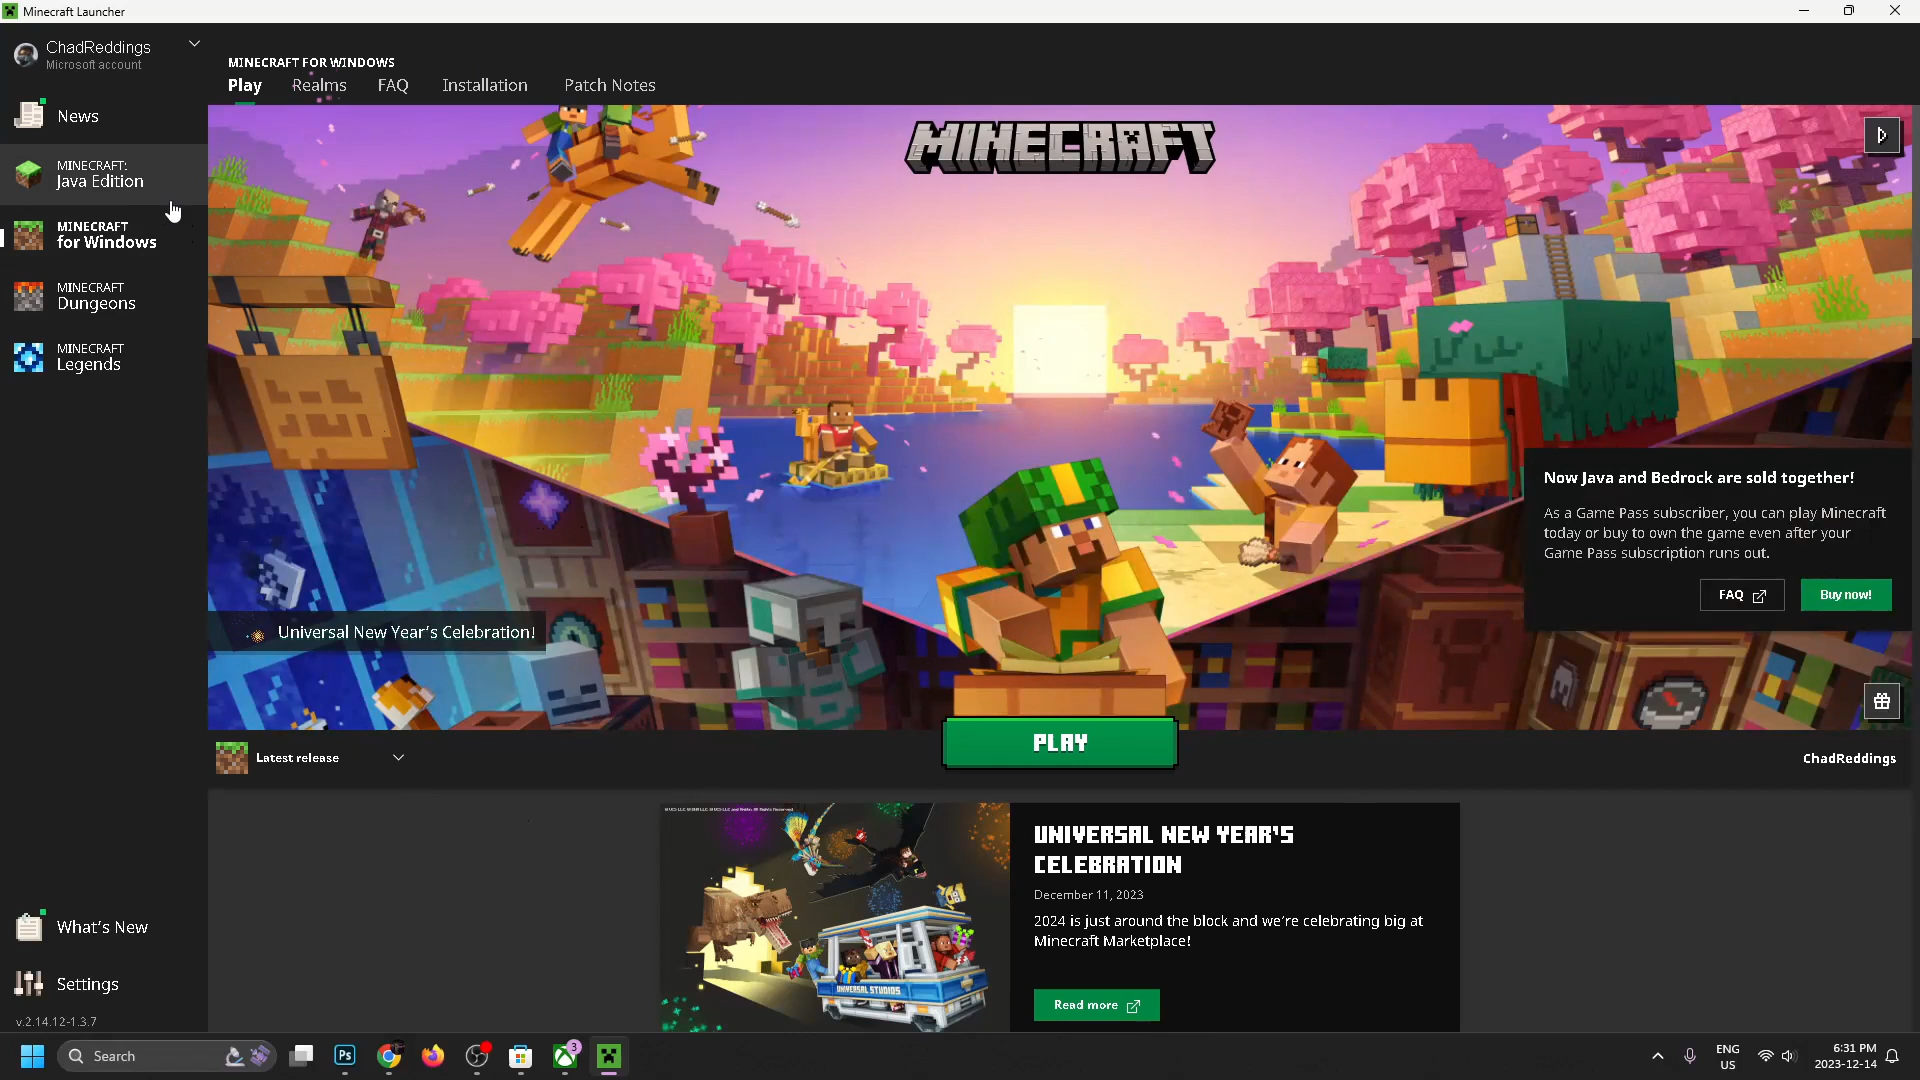 Minecraft Launcher
ChadReddings
Microsoft account
News
MINECRAFT:
Java Edition
MINECRAFT
for Windows
MINECRAFT
Dungeons
MINECRAFT
Legends
What's New
Settings
v.2.14.12-1.3.7
MINECRAFT FOR WINDOWS
Play
Realms
FAQ
Installation
Patch Notes
MINECRAFT
Universal New Year's Celebration!
Now Java and Bedrock are sold together!
As a Game Pass subscriber, you can play Minecraft
today or buy to own the game even after your
Game Pass subscription runs out.
FAQ
Buy now!
Latest release
PLAY
ChadReddings
UNIVERSAL STUDIOS
UNIVERSAL NEW YEAR'S
CELEBRATION
December 11, 2023
2024 is just around the block and we're celebrating big at
Minecraft Marketplace!
Read more
Search
Ps
3
ENG
US
6:31 PM
2023-12-14